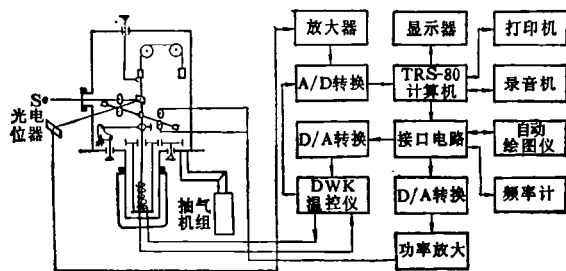 放大器
显示器
打印机
A/D转换
TRS-80
计算机
录音机
S
光电
位器
D/A转换
接口电路
自动
绘图仪
DWK
温控仪
D/A转换
频率计
抽气
机组
功率放大